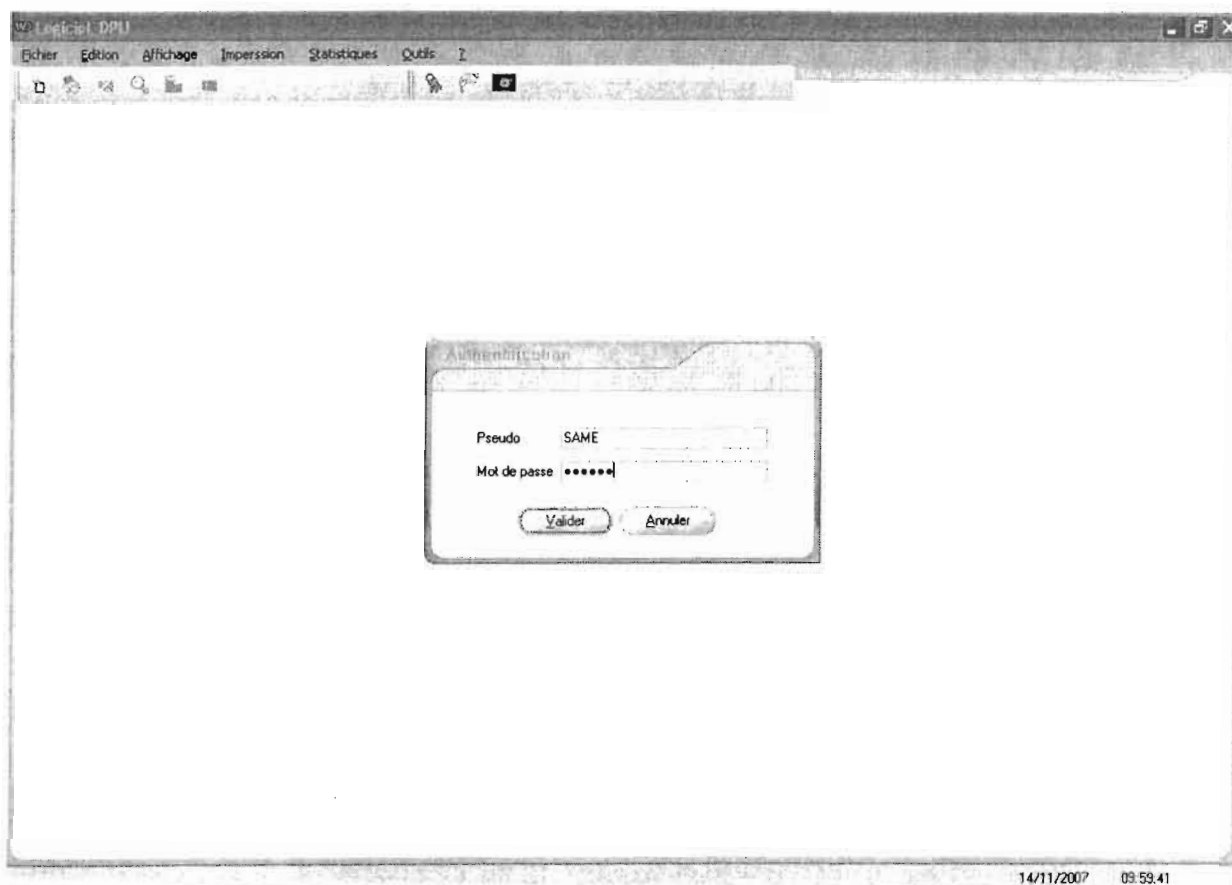 Logiciel DPU
Fichier Edition Affichage Imperssion Statistiques Outils ?
Authentification
Pseudo SAME
Mot de passe ••••••
Valider Annuler
14/11/2007 09:59:41